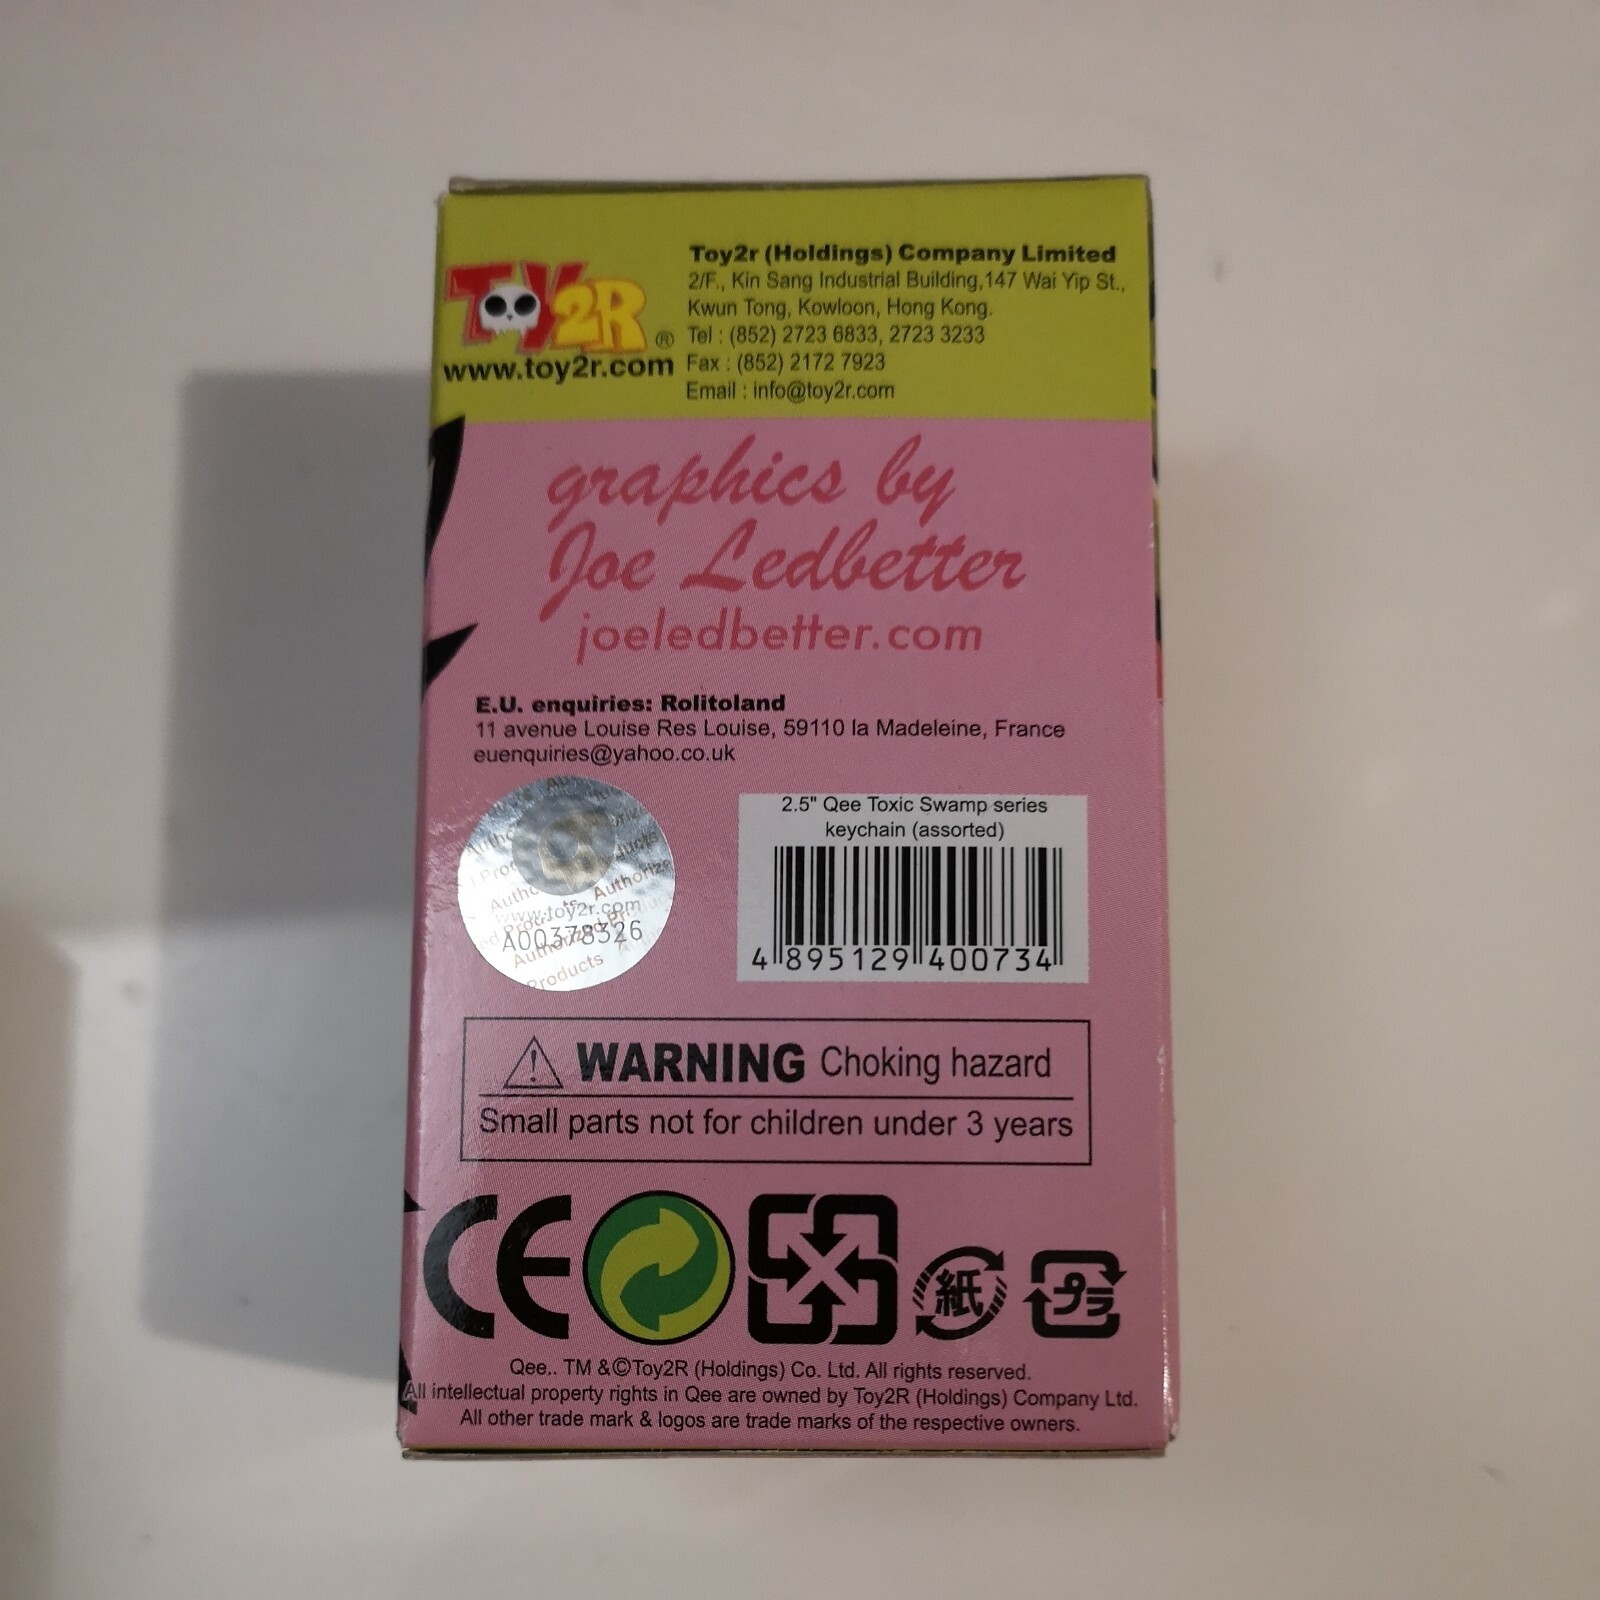 TOY2R ®
www.toy2r.com
Toy2r (Holdings) Company Limited
2/F., Kin Sang Industrial Building,147 Wai Yip St.,
Kwun Tong, Kowloon, Hong Kong.
Tel : (852) 2723 6833, 2723 3233
Fax : (852) 2172 7923
Email : info@toy2r.com
graphics by
Joe Ledbetter
joeledbetter.com
E.U. enquiries: Rolitoland
11 avenue Louise Res Louise, 59110 la Madeleine, France
euenquiries@yahoo.co.uk
Authorize
www.toy2r.com
A00378326
Products
2.5" Qee Toxic Swamp series
keychain (assorted)
4 895129 400734
WARNING Choking hazard
Small parts not for children under 3 years
CE
紙
プラ
Qee.. TM &©Toy2R (Holdings) Co. Ltd. All rights reserved.
All intellectual property rights in Qee are owned by Toy2R (Holdings) Company Ltd.
All other trade mark & logos are trade marks of the respective owners.